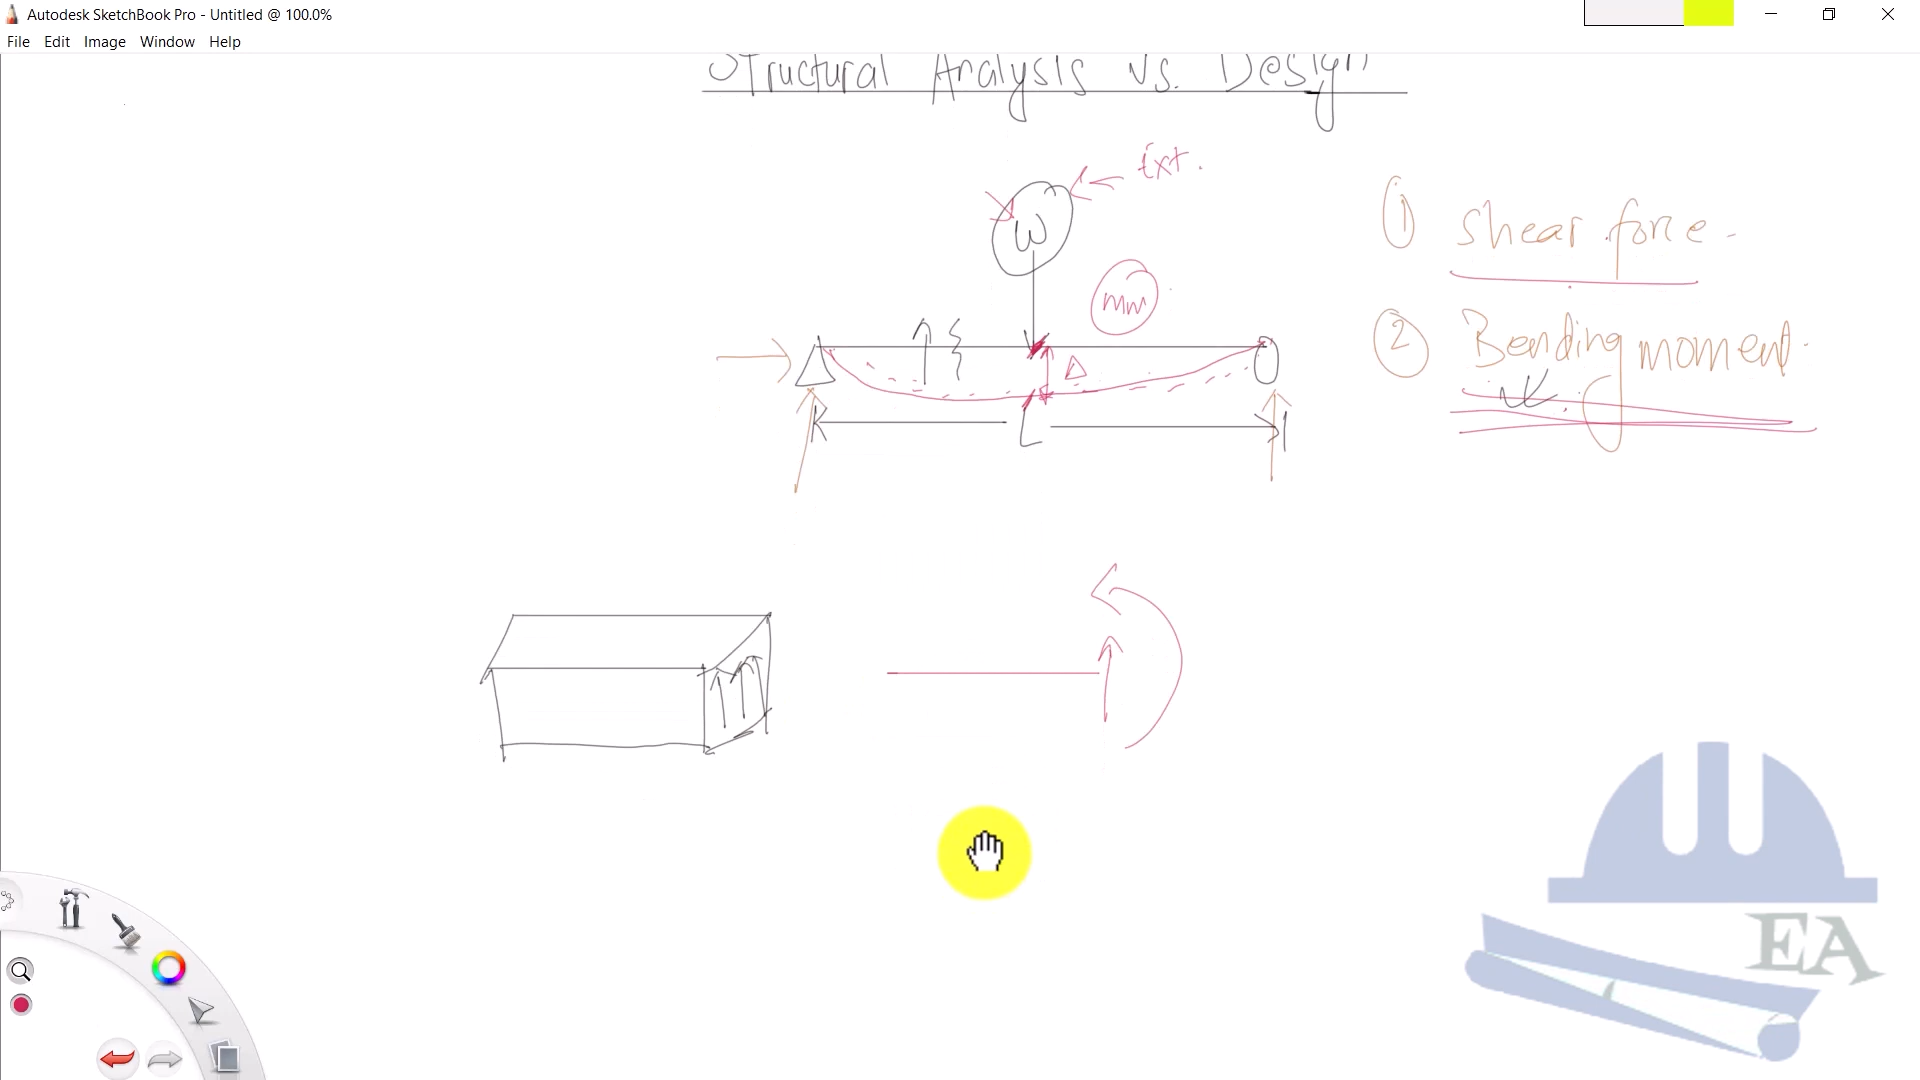 Autodesk SketchBook Pro - Untitled @ 100.0%
File Edit Image Window Help
Structural Analysis vs. Design
Ext.
W
mm
Δ
L
① shear force
② Bending moment
EA